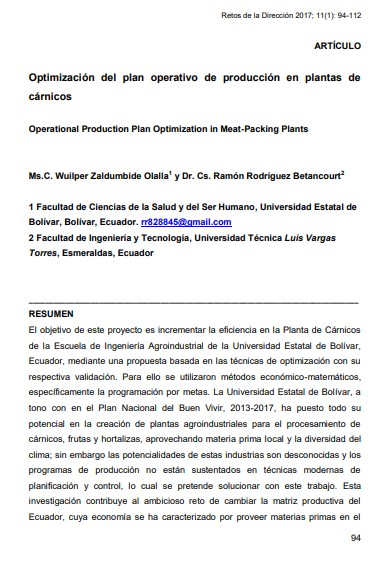 Retos de la Dirección 2017; 11(1): 94-112
ARTÍCULO
Optimización del plan operativo de producción en plantas de
cárnicos
Operational Production Plan Optimization in Meat-Packing Plants
Ms.C. Wuilper Zaldumbide Olalla1 y Dr. Cs. Ramón Rodríguez Betancourt2
1 Facultad de Ciencias de la Salud y del Ser Humano, Universidad Estatal de
Bolívar, Bolívar, Ecuador. rr828845@gmail.com
2 Facultad de Ingeniería y Tecnología, Universidad Técnica Luis Vargas
Torres, Esmeraldas, Ecuador
RESUMEN
El objetivo de este proyecto es incrementar la eficiencia en la Planta de Cárnicos
de la Escuela de Ingeniería Agroindustrial de la Universidad Estatal de Bolívar,
Ecuador, mediante una propuesta basada en las técnicas de optimización con su
respectiva validación. Para ello se utilizaron métodos económico-matemáticos,
específicamente la programación por metas. La Universidad Estatal de Bolívar, a
tono con en el Plan Nacional del Buen Vivir, 2013-2017, ha puesto todo su
potencial en la creación de plantas agroindustriales para el procesamiento de
cárnicos, frutas y hortalizas, aprovechando materia prima local y la diversidad del
clima; sin embargo las potencialidades de estas industrias son desconocidas y los
programas de producción no están sustentados en técnicas modernas de
planificación y control, lo cual se pretende solucionar con este trabajo. Esta
investigación contribuye al ambicioso reto de cambiar la matriz productiva del
Ecuador, cuya economía se ha caracterizado por proveer materias primas en el
94